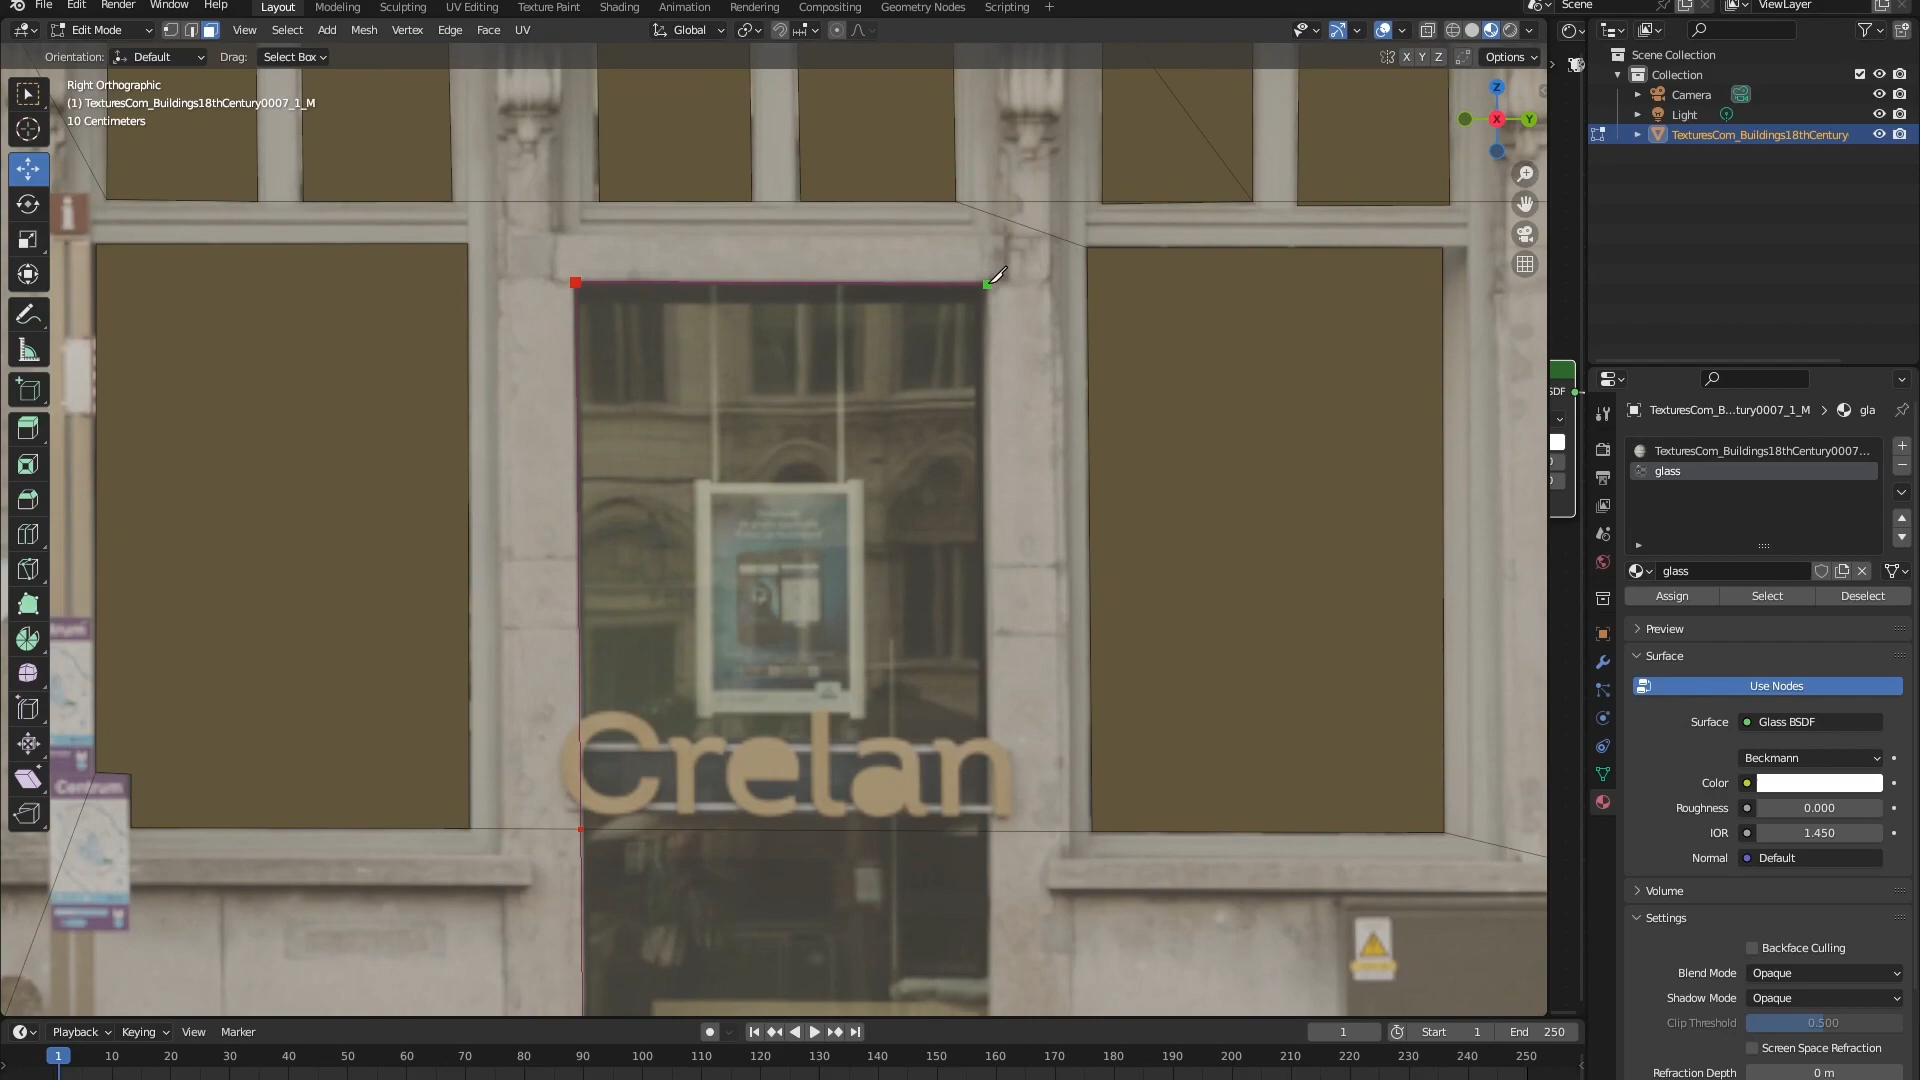 File Edit Render Window Help Layout Modeling Sculpting UV Editing Texture Paint Shading Animation Rendering Compositing Geometry Nodes Scripting + Scene ViewLayer
Edit Mode View Select Add Mesh Vertex Edge Face UV Global
Orientation: Default Drag: Select Box X Y Z Options
Right Orthographic
(1) TexturesCom_Buildings18thCentury0007_1_M
10 Centimeters
Z
X
Y
Crelan
Centrum
SDF
Scene Collection
Collection
Camera
Light
TexturesCom_Buildings18thCentury
TexturesCom_B...tury0007_1_M gla
TexturesCom_Buildings18thCentury0007...
glass
glass
Assign Select Deselect
Preview
Surface
Use Nodes
Surface Glass BSDF
Beckmann
Color
Roughness 0.000
IOR 1.450
Normal Default
Volume
Settings
Backface Culling
Blend Mode Opaque
Shadow Mode Opaque
Clip Threshold 0.500
Screen Space Refraction
Refraction Depth 0 m
Playback Keying View Marker 1 Start 1 End 250
1 10 20 30 40 50 60 70 80 90 100 110 120 130 140 150 160 170 180 190 200 210 220 230 240 250